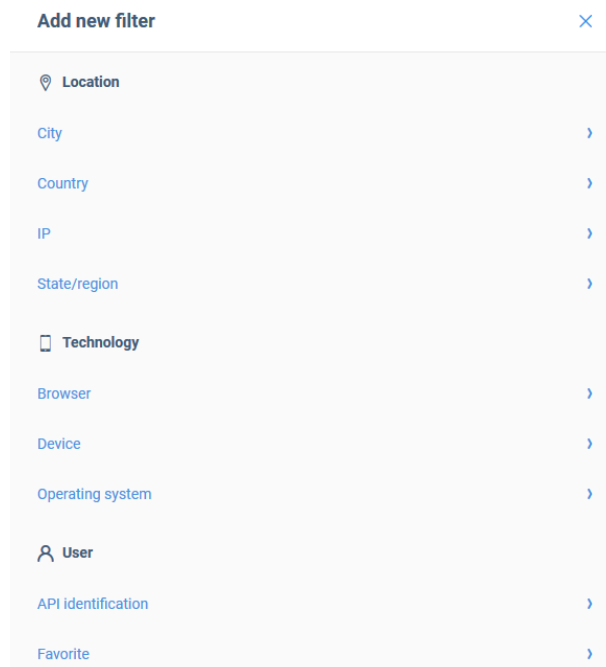 Add new filter
Location
City
Country
IP
State/region
Technology
Browser
Device
Operating system
User
API identification
Favorite